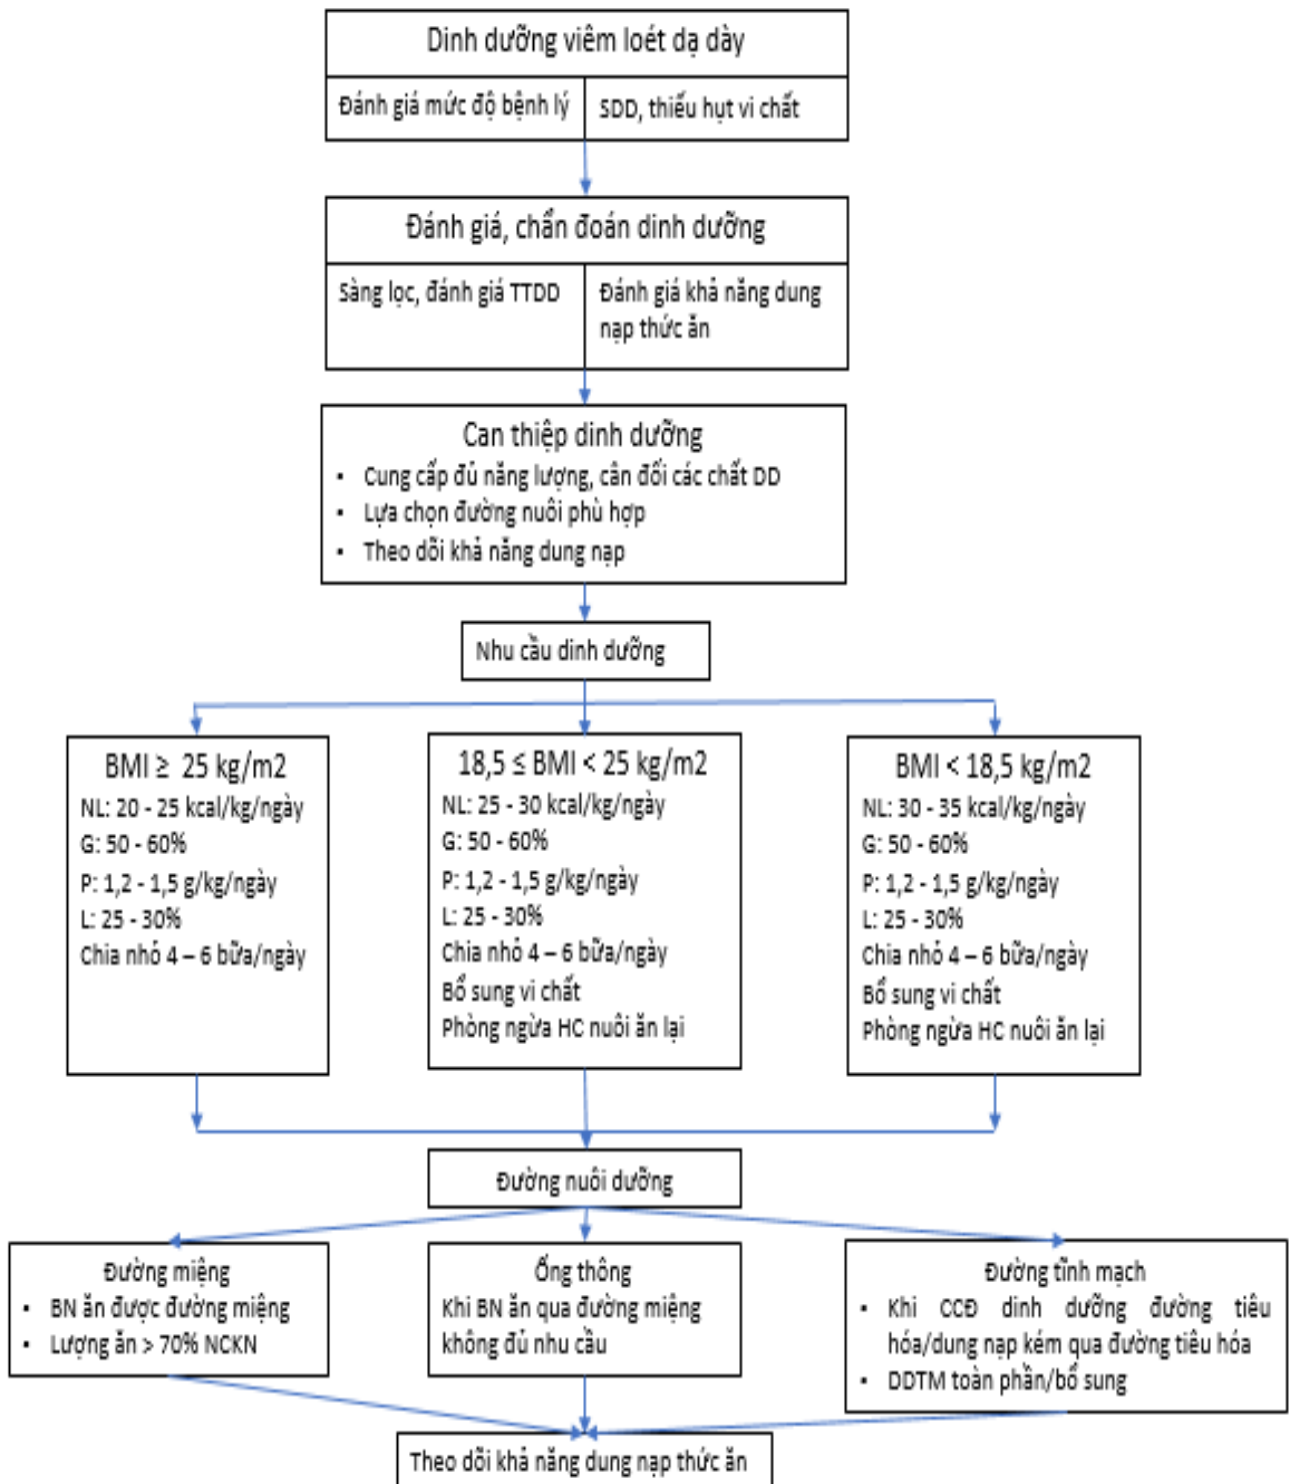 Dinh dưỡng viêm loét dạ dày
Đánh giá mức độ bệnh lý
SDD, thiếu hụt vi chất
Đánh giá, chẩn đoán dinh dưỡng
Sàng lọc, đánh giá TTDD
Đánh giá khả năng dung
nạp thức ăn
Can thiệp dinh dưỡng
▪ Cung cấp đủ năng lượng, cân đối các chất DD
▪ Lựa chọn đường nuôi phù hợp
▪ Theo dõi khả năng dung nạp
Nhu cầu dinh dưỡng
BMI ≥ 25 kg/m2
NL: 20 - 25 kcal/kg/ngày
G: 50 - 60%
P: 1,2 - 1,5 g/kg/ngày
L: 25 - 30%
Chia nhỏ 4 – 6 bữa/ngày
18,5 ≤ BMI < 25 kg/m2
NL: 25 - 30 kcal/kg/ngày
G: 50 - 60%
P: 1,2 - 1,5 g/kg/ngày
L: 25 - 30%
Chia nhỏ 4 – 6 bữa/ngày
Bổ sung vi chất
Phòng ngừa HC nuôi ăn lại
BMI < 18,5 kg/m2
NL: 30 - 35 kcal/kg/ngày
G: 50 - 60%
P: 1,2 - 1,5 g/kg/ngày
L: 25 - 30%
Chia nhỏ 4 – 6 bữa/ngày
Bổ sung vi chất
Phòng ngừa HC nuôi ăn lại
Đường nuôi dưỡng
Đường miệng
▪ BN ăn được đường miệng
▪ Lượng ăn > 70% NCKN
Ống thông
Khi BN ăn qua đường miệng
không đủ nhu cầu
Đường tĩnh mạch
▪ Khi CCĐ dinh dưỡng đường tiêu
hóa/dung nạp kém qua đường tiêu hóa
▪ DDTM toàn phần/bổ sung
Theo dõi khả năng dung nạp thức ăn